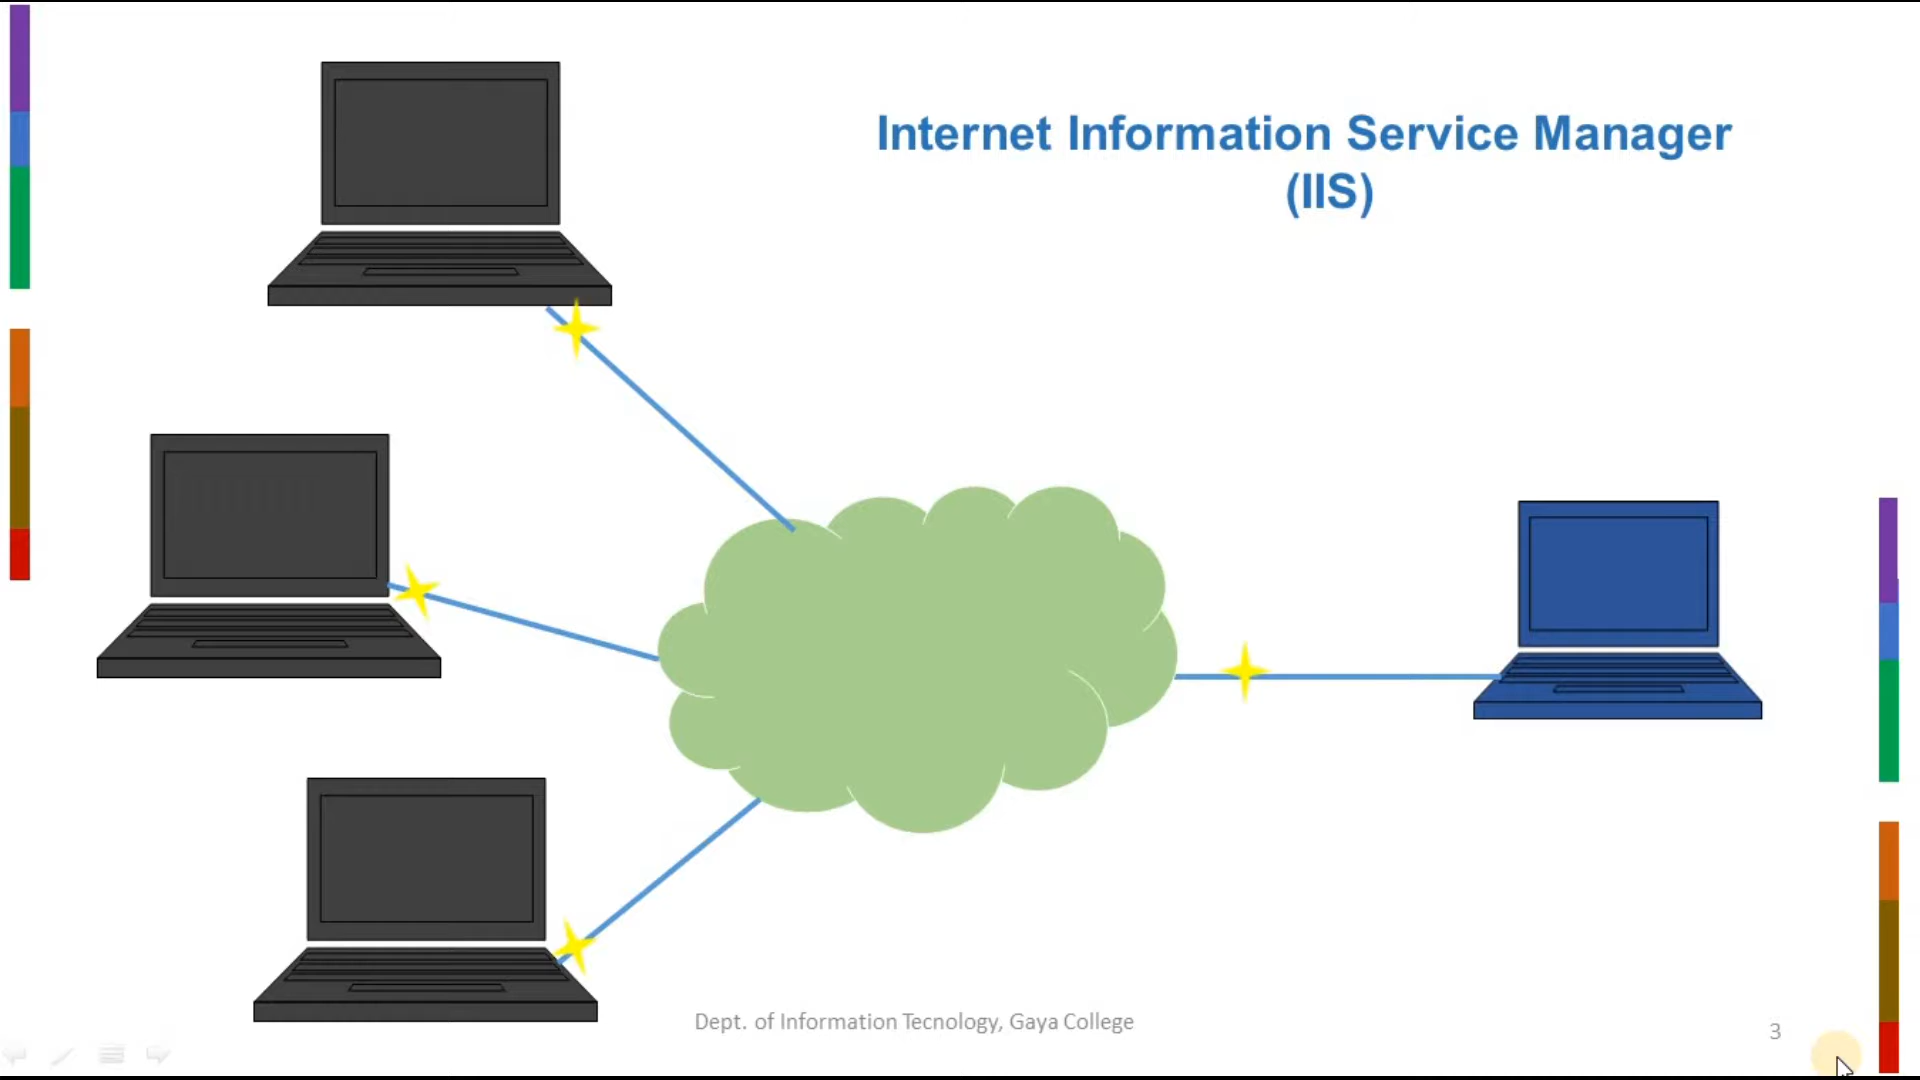 Internet Information Service Manager
(IIS)
Dept. of Information Tecnology, Gaya College
3